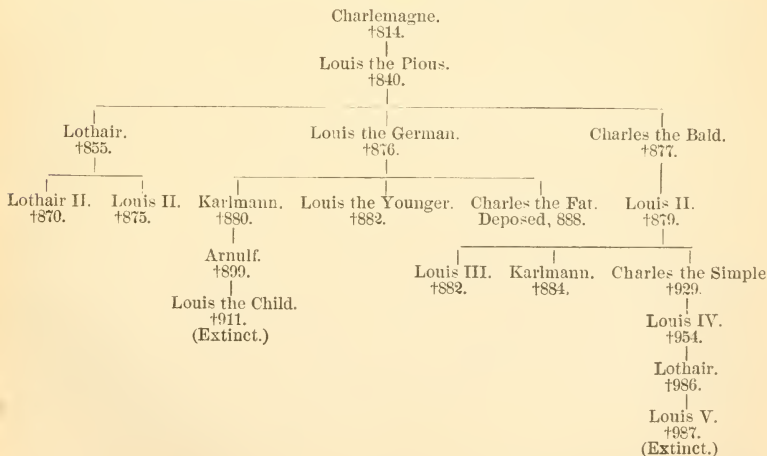 Charlemagne.
†814.
Louis the Pious.
†840.
Lothair. Louis the German. Charles the Bald.
†855. †876. †877.
Lothair II. Louis II. Karlmann. Louis the Younger. Charles the Fat. Louis II.
†870. †875. †880. †882. Deposed, 888. †879.
Arnulf. Louis III. Karlmann. Charles the Simple
†899. †882. †884. †929.
Louis the Child. Louis IV.
†911. †954.
(Extinct.) Lothair.
†986.
Louis V.
†987.
(Extinct.)